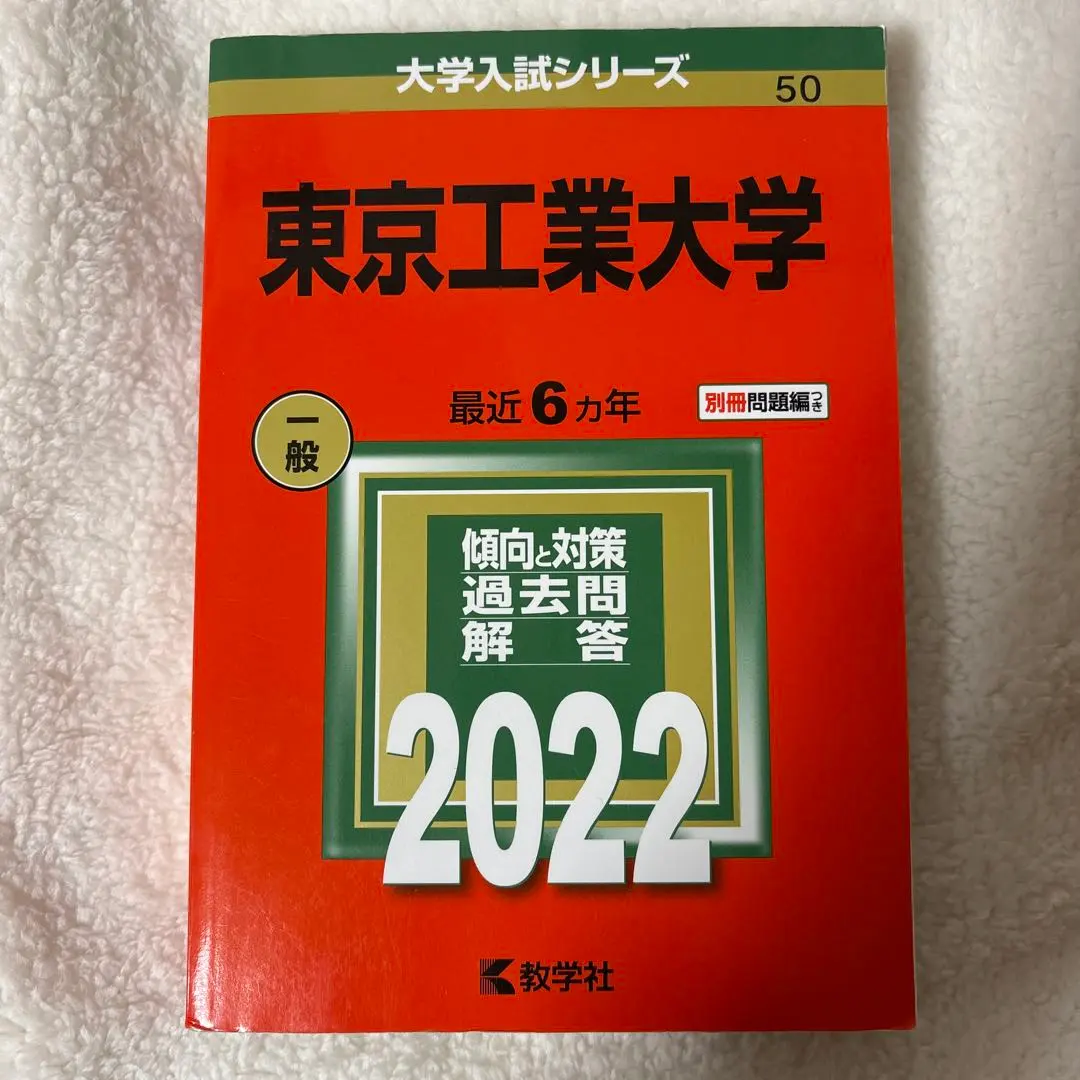 大学入試シリーズ
50
東京工業大学
最近6ヵ年
別冊問題編つき
一般
傾向と対策
過去問
解答
2022
教学社